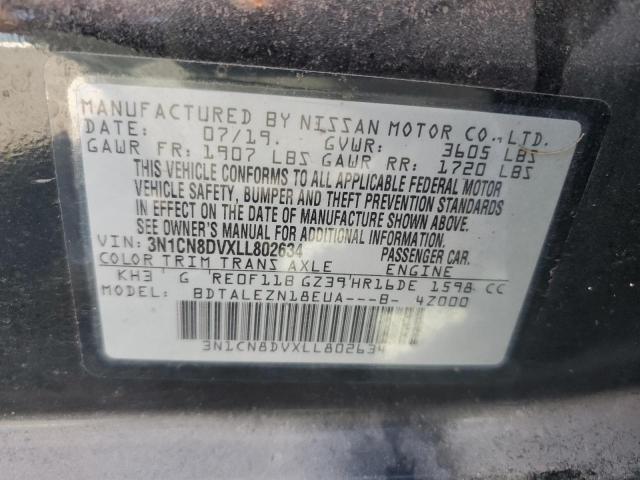 MANUFACTURED BY NISSAN MOTOR CO., LTD.
DATE: 07/19. GVWR: 3605 LBS
GAWR FR: 1907 LBS GAWR RR: 1720 LBS
THIS VEHICLE CONFORMS TO ALL APPLICABLE FEDERAL MOTOR
VEHICLE SAFETY, BUMPER AND THEFT PREVENTION STANDARDS
IN EFFECT ON THE DATE OF MANUFACTURE SHOWN ABOVE.
SEE OWNER'S MANUAL FOR ADDITIONAL INFORMATION.
VIN: 3N1CN8DVXLL802634 PASSENGER CAR.
COLOR TRIM TRANS AXLE ENGINE
KH3 G RE0F11B GZ39 HR16DE 1598 CC
MODEL: BDTALEZN18EUA---B- 4Z000
3N1CN8DVXLL802634